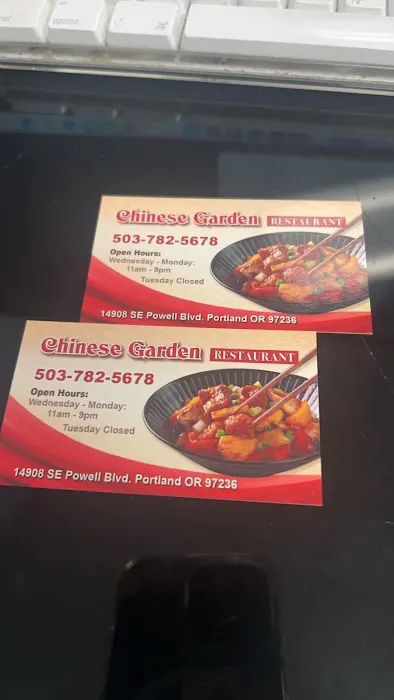 option
⌘
Chinese Garden RESTAURANT
503-782-5678
Open Hours:
Wednesday - Monday:
11am - 9pm
Tuesday Closed
14908 SE Powell Blvd. Portland OR 97236
Chinese Garden RESTAURANT
503-782-5678
Open Hours:
Wednesday - Monday:
11am - 9pm
Tuesday Closed
14908 SE Powell Blvd. Portland OR 97236